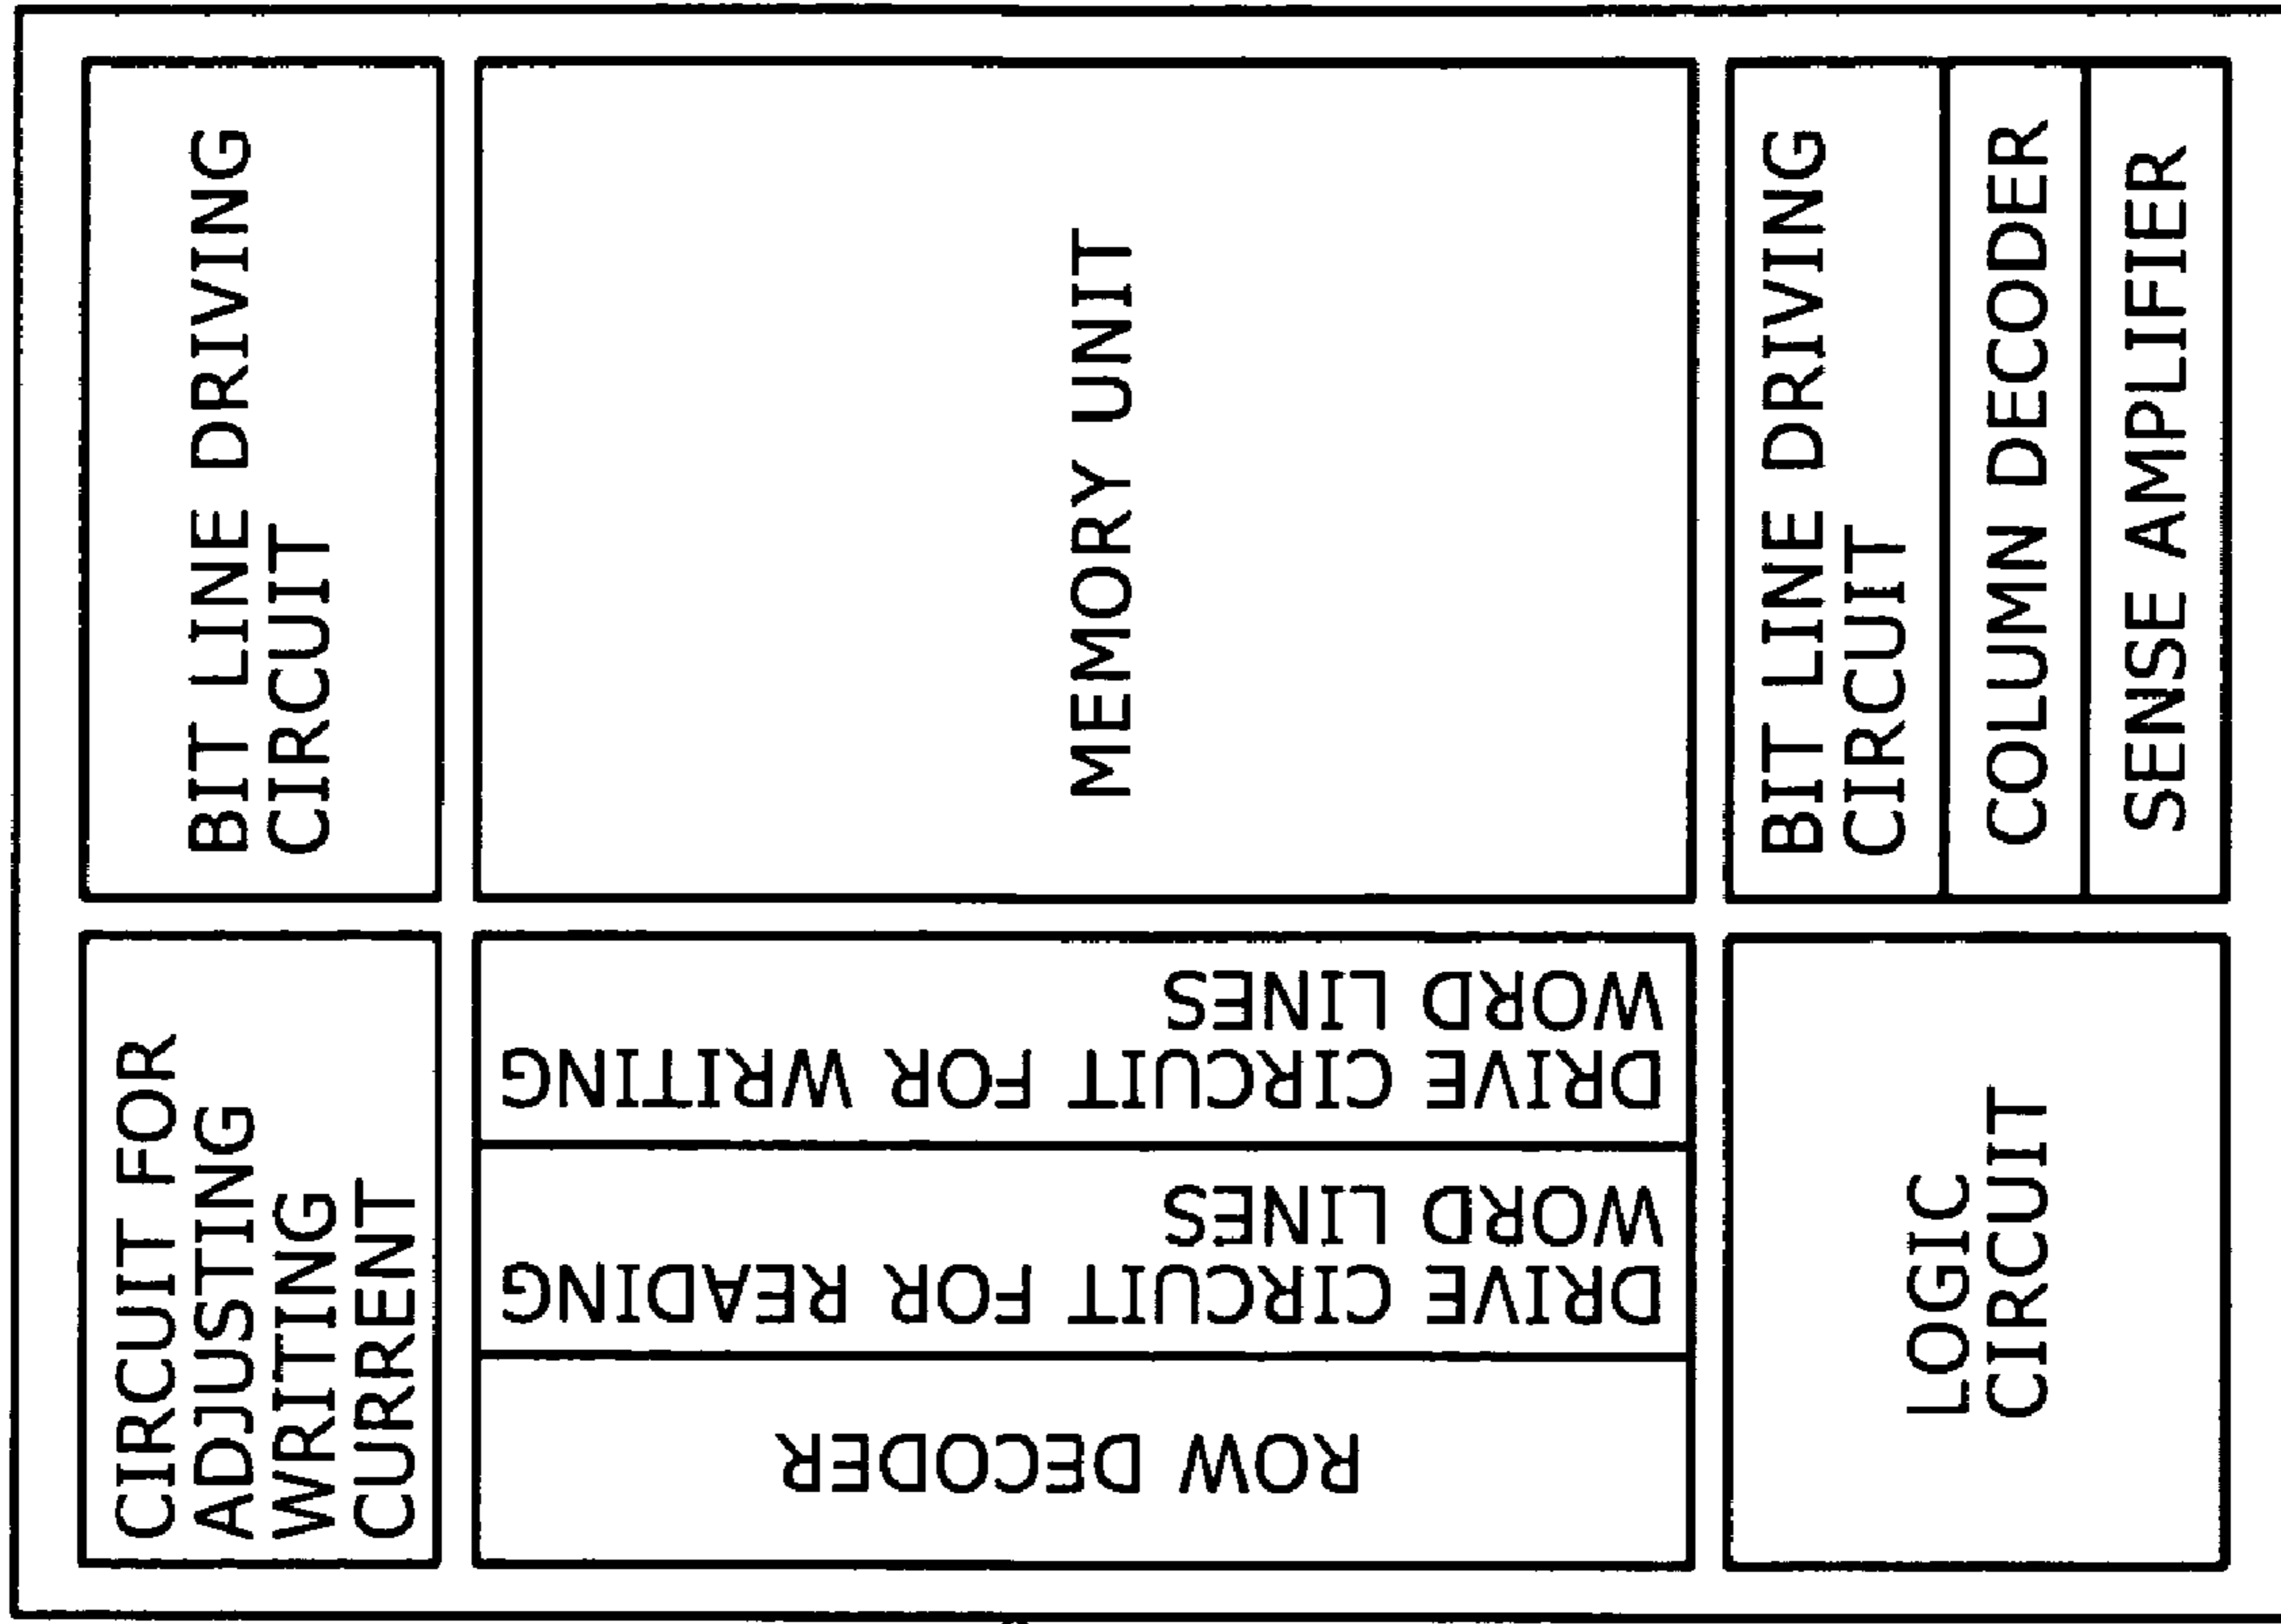 CIRCUIT FOR
ADJUSTING
WRITING
CURRENT
BIT LINE DRIVING
CIRCUIT
ROW DECODER
DRIVE CIRCUIT FOR READING
WORD LINES
DRIVE CIRCUIT FOR WRITING
WORD LINES
MEMORY UNIT
LOGIC
CIRCUIT
BIT LINE DRIVING
CIRCUIT
COLUMN DECODER
SENSE AMPLIFIER